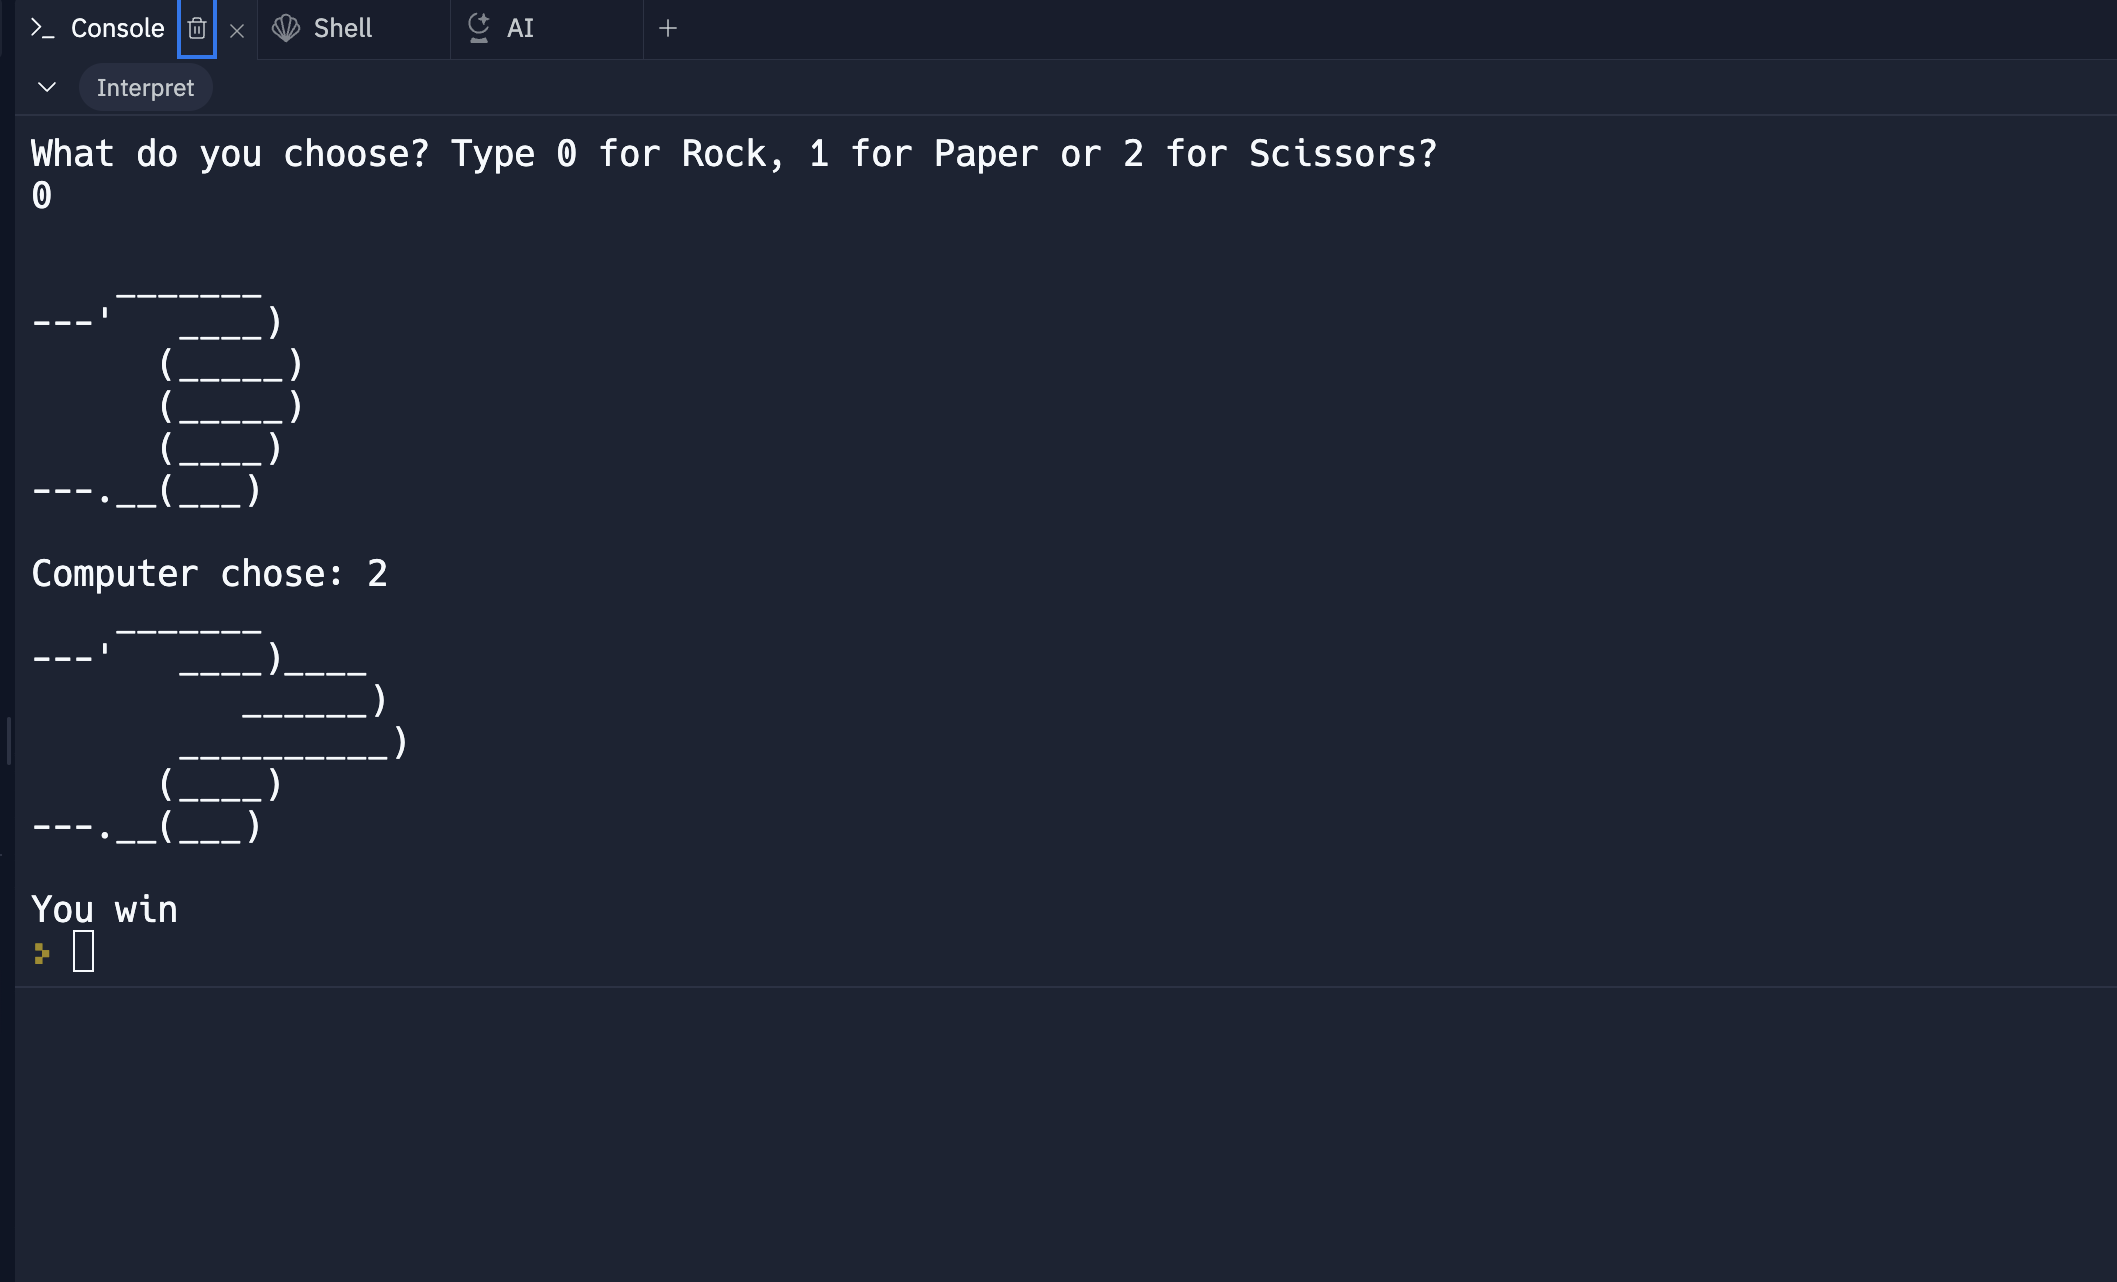 Console Shell AI
Interpret
What do you choose? Type 0 for Rock, 1 for Paper or 2 for Scissors?
0
    _______
---'   ____)
      (_____)
      (_____)
      (____)
---.__(___)
Computer chose: 2
    _______
---'   ____)____
          ______)
       __________)
      (____)
---.__(___)
You win